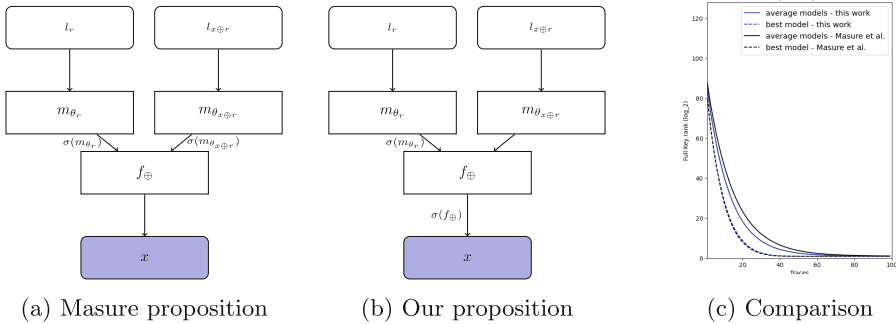 l_r
l_{x⊕r}
m_{θ_r}
m_{θ_{x⊕r}}
σ(m_{θ_r})
σ(m_{θ_{x⊕r}})
f_⊕
x
(a) Masure proposition
l_r
l_{x⊕r}
m_{θ_r}
m_{θ_{x⊕r}}
σ(m_{θ_r})
f_⊕
σ(f_⊕)
x
(b) Our proposition
average models - this work
best model - this work
average models - Masure et al.
best model - Masure et al.
Full Key rank (log_2)
120
100
80
60
40
20
0
20
40
60
80
100
Traces
(c) Comparison